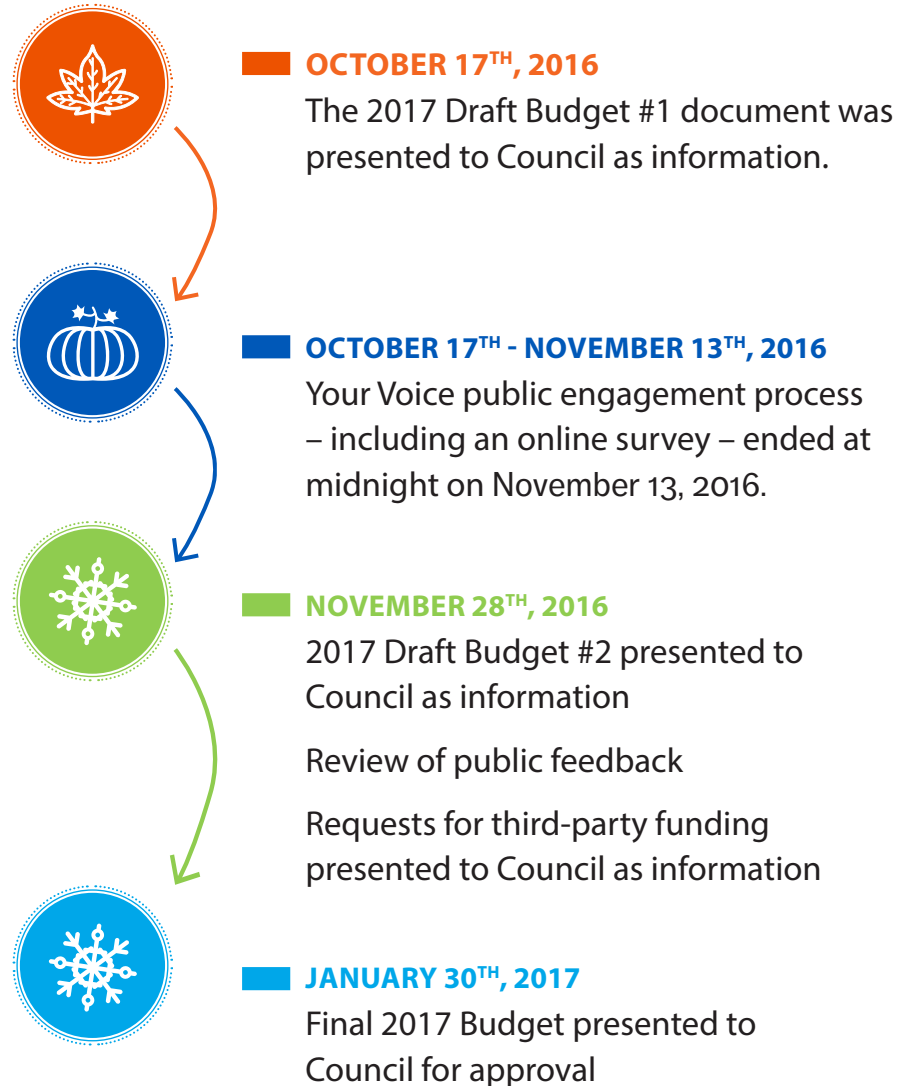 OCTOBER 17TH, 2016
The 2017 Draft Budget #1 document was
presented to Council as information.
OCTOBER 17TH - NOVEMBER 13TH, 2016
Your Voice public engagement process
– including an online survey – ended at
midnight on November 13, 2016.
NOVEMBER 28TH, 2016
2017 Draft Budget #2 presented to
Council as information
Review of public feedback
Requests for third-party funding
presented to Council as information
JANUARY 30TH, 2017
Final 2017 Budget presented to
Council for approval